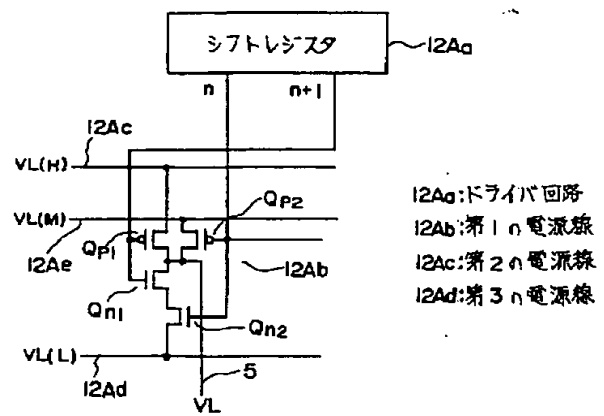 シフトレジスタ
12Aa
n
n+1
12Ac
VL(H)
VL(M)
QP2
QP1
12Ae
12Ab
Qn1
Qn2
VL(L)
12Ad
5
VL
12Aa:ドライバ回路
12Ab:第1の電源線
12Ac:第2の電源線
12Ad:第3の電源線